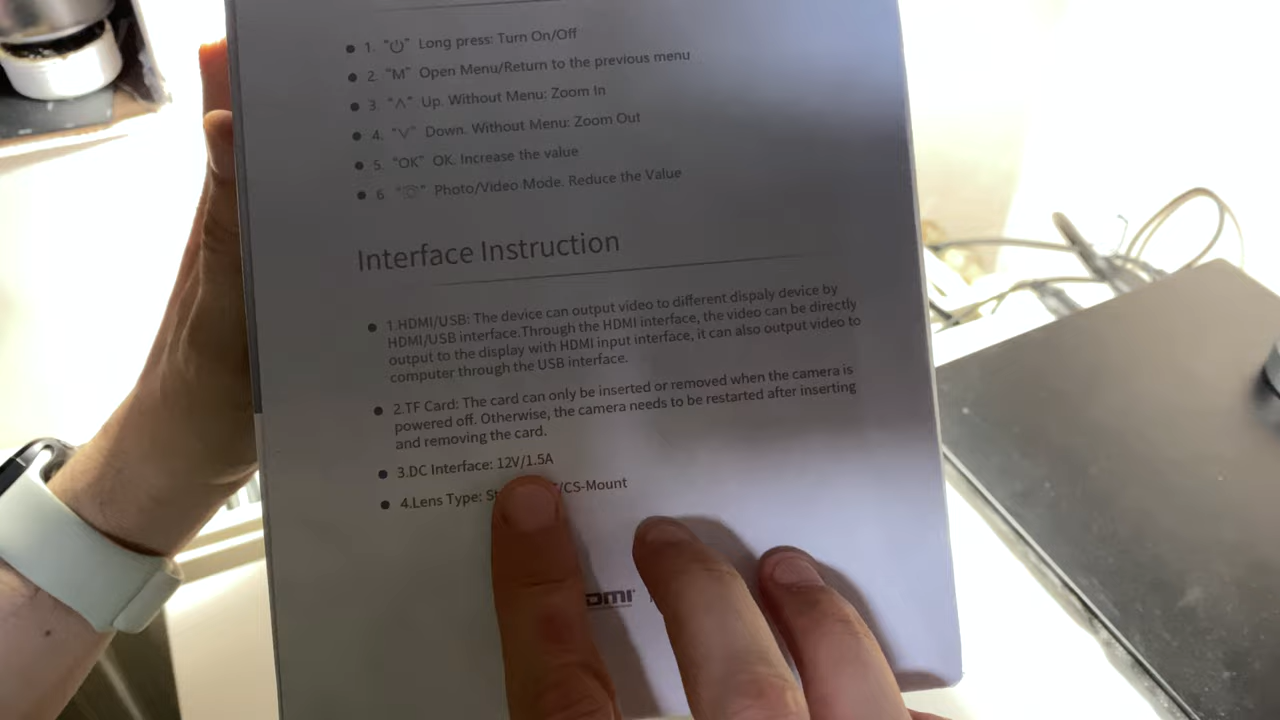 1. "⏻" Long press: Turn On/Off
2. "M" Open Menu/Return to the previous menu
3. "∧" Up. Without Menu: Zoom In
4. "∨" Down. Without Menu: Zoom Out
5. "OK" OK. Increase the value
6 "" Photo/Video Mode. Reduce the Value
Interface Instruction
1.HDMI/USB: The device can output video to different dispaly device by
HDMI/USB interface.Through the HDMI interface, the video can be directly
output to the display with HDMI input interface, it can also output video to
computer through the USB interface.
2.TF Card: The card can only be inserted or removed when the camera is
powered off. Otherwise, the camera needs to be restarted after inserting
and removing the card.
3.DC Interface: 12V/1.5A
4.Lens Type: /CS-Mount